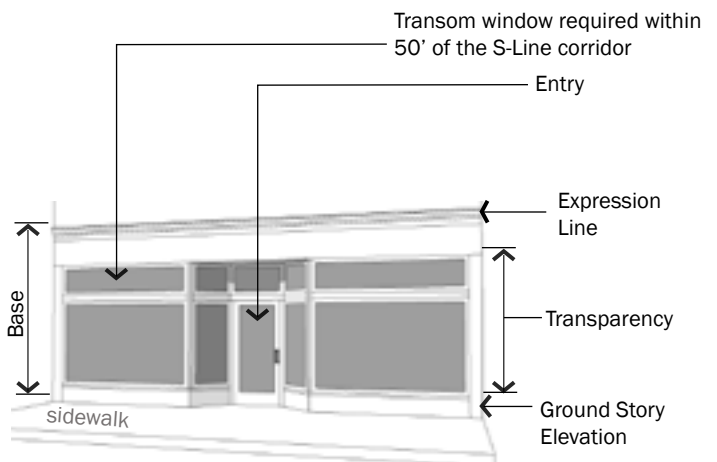 Transom window required within
50' of the S-Line corridor
Entry
Expression
Line
Base
Transparency
sidewalk
Ground Story
Elevation